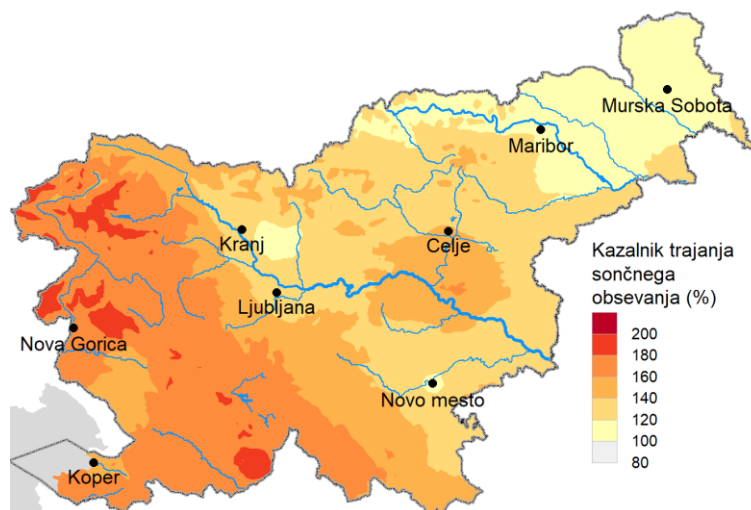 Murska Sobota
Maribor
Kranj
Celje
Ljubljana
Nova Gorica
Novo mesto
Koper
Kazalnik trajanja
sončnega
obsevanja (%)
200
180
160
140
120
100
80